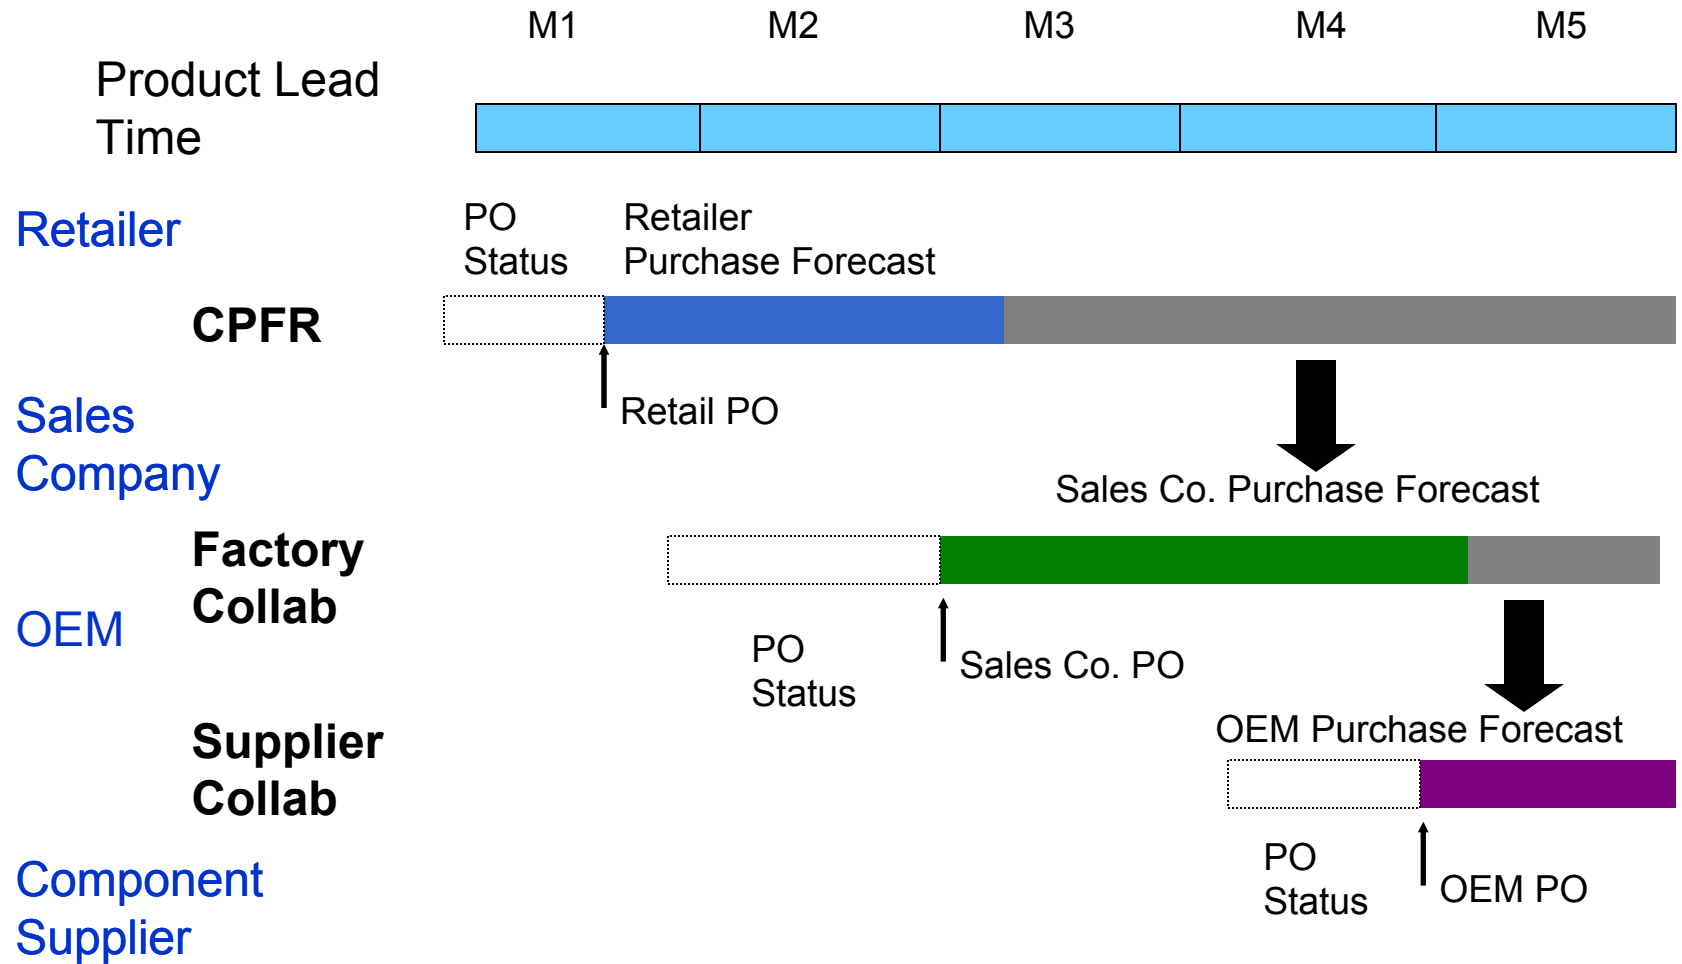 M1 M2 M3 M4 M5
Product Lead
Time
Retailer
PO
Status
Retailer
Purchase Forecast
CPFR
Retail PO
Sales
Company
Sales Co. Purchase Forecast
Factory
Collab
OEM
PO
Status
Sales Co. PO
Supplier
Collab
OEM Purchase Forecast
PO
Status
OEM PO
Component
Supplier